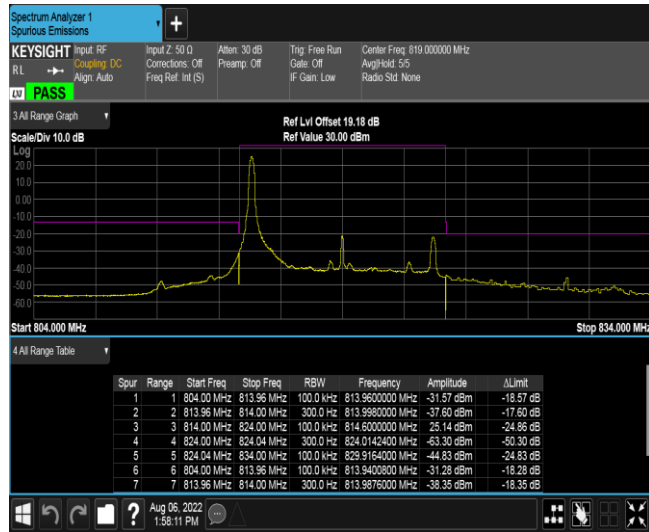 Spectrum Analyzer 1
Spurious Emissions
KEYSIGHT Input: RF Input Z: 50 Ω Atten: 30 dB Trig: Free Run Center Freq: 819.000000 MHz
RL Coupling: DC Corrections: Off Preamp: Off Gate: Off Avg|Hold: 5/5
Align: Auto Freq Ref: Int (S) IF Gain: Low Radio Std: None
LXI PASS
3 All Range Graph
Ref Lvl Offset 19.18 dB
Scale/Div 10.0 dB Ref Value 30.00 dBm
Log
20.0
10.0
0.00
-10.0
-20.0
-30.0
-40.0
-50.0
-60.0
Start 804.000 MHz Stop 834.000 MHz
4 All Range Table
Spur Range Start Freq Stop Freq RBW Frequency Amplitude ΔLimit
1 1 804.00 MHz 813.96 MHz 100.0 kHz 813.9600000 MHz -31.57 dBm -18.57 dB
2 2 813.96 MHz 814.00 MHz 300.0 Hz 813.9980000 MHz -37.60 dBm -17.60 dB
3 3 814.00 MHz 824.00 MHz 100.0 kHz 814.6000000 MHz 25.14 dBm -24.86 dB
4 4 824.00 MHz 824.04 MHz 300.0 Hz 824.0142400 MHz -63.30 dBm -50.30 dB
5 5 824.04 MHz 834.00 MHz 100.0 kHz 829.9164000 MHz -44.83 dBm -24.83 dB
6 6 804.00 MHz 813.96 MHz 100.0 kHz 813.9400800 MHz -31.28 dBm -18.28 dB
7 7 813.96 MHz 814.00 MHz 300.0 Hz 813.9876000 MHz -38.35 dBm -18.35 dB
? Aug 06, 2022
1:58:11 PM